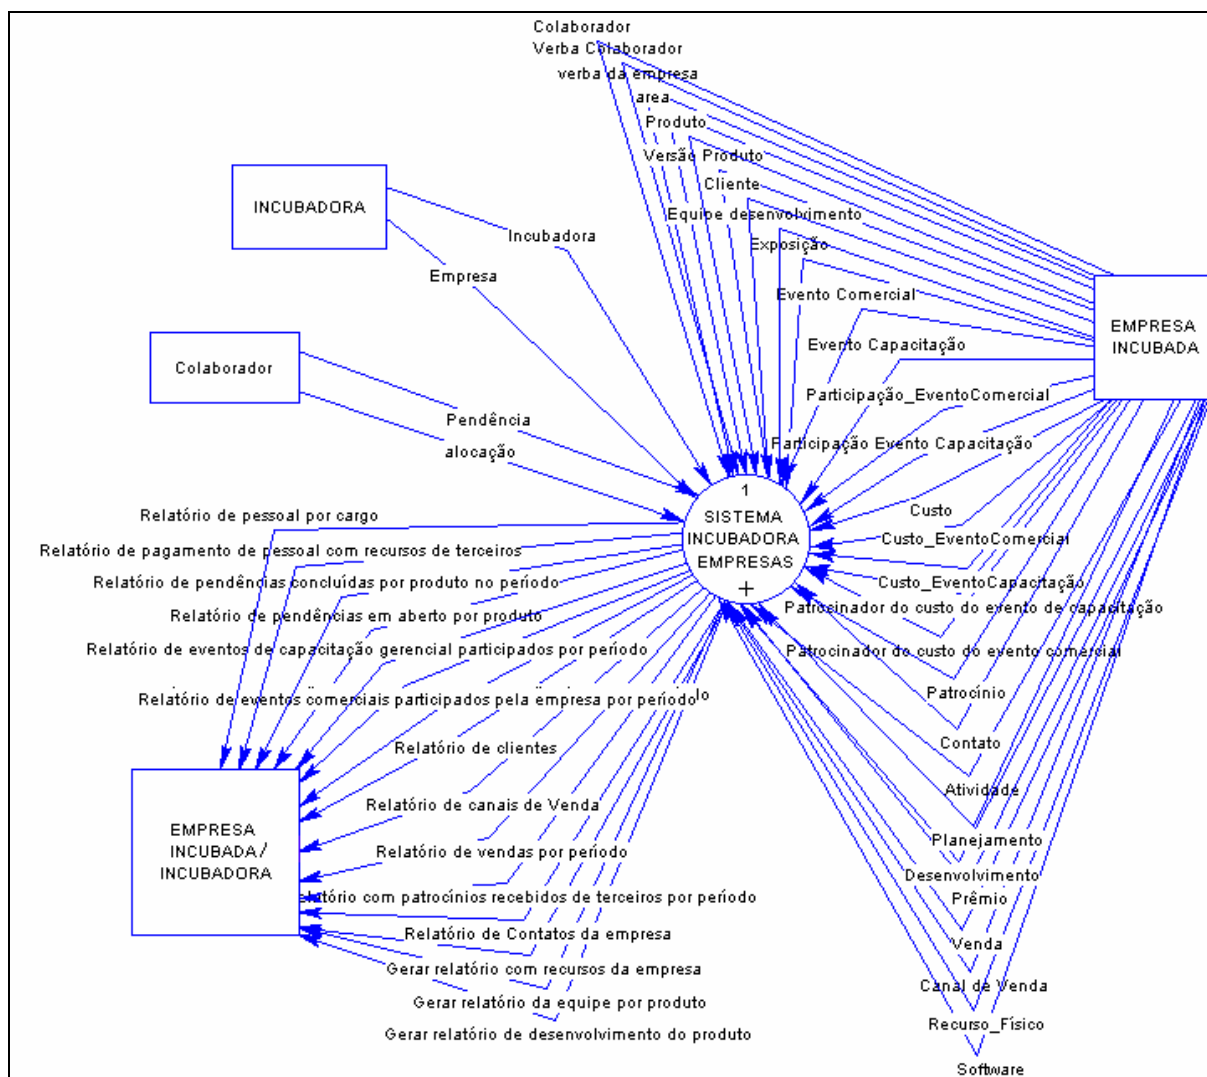 Colaborador
Verba Colaborador
verba da empresa
area
Produto
Versão Produto
Cliente
Equipe desenvolvimento
Exposição
Evento Comercial
Evento Capacitação
Participação_EventoComercial
Participação Evento Capacitação
Custo
Custo_EventoComercial
Custo_EventoCapacitação
Patrocinador do custo do evento de capacitação
Patrocinador do custo do evento comercial
Patrocínio
Contato
Atividade
Planejamento
Desenvolvimento
Prêmio
Venda
Canal de Venda
Recurso_Físico
Software
EMPRESA
INCUBADA
INCUBADORA
Incubadora
Empresa
Colaborador
Pendência
alocação
1
SISTEMA
INCUBADORA
EMPRESAS
+
Relatório de pessoal por cargo
Relatório de pagamento de pessoal com recursos de terceiros
Relatório de pendências concluídas por produto no período
Relatório de pendências em aberto por produto
Relatório de eventos de capacitação gerencial participados por período
Relatório de eventos comerciais participados pela empresa por período
Relatório de clientes
Relatório de canais de Venda
Relatório de vendas por período
elatório com patrocínios recebidos de terceiros por período
Relatório de Contatos da empresa
Gerar relatório com recursos da empresa
Gerar relatório da equipe por produto
Gerar relatório de desenvolvimento do produto
EMPRESA
INCUBADA/
INCUBADORA